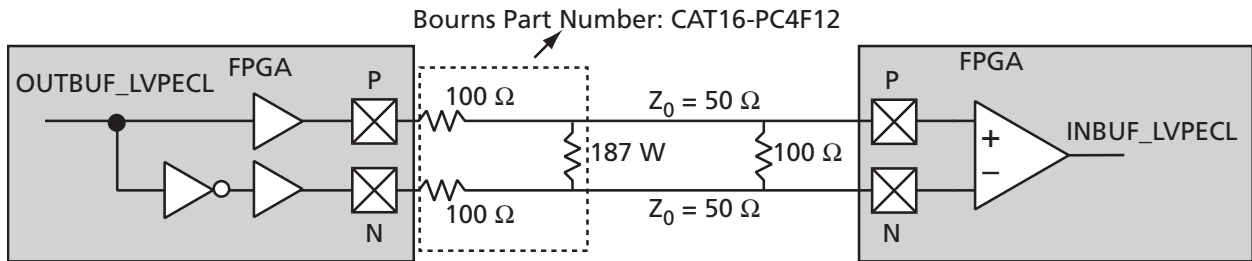 Bourns Part Number: CAT16-PC4F12
FPGA
FPGA
OUTBUF_LVPECL
P
100 Ω
Z0 = 50 Ω
P
187 W
100 Ω
+
−
INBUF_LVPECL
100 Ω
Z0 = 50 Ω
N
N